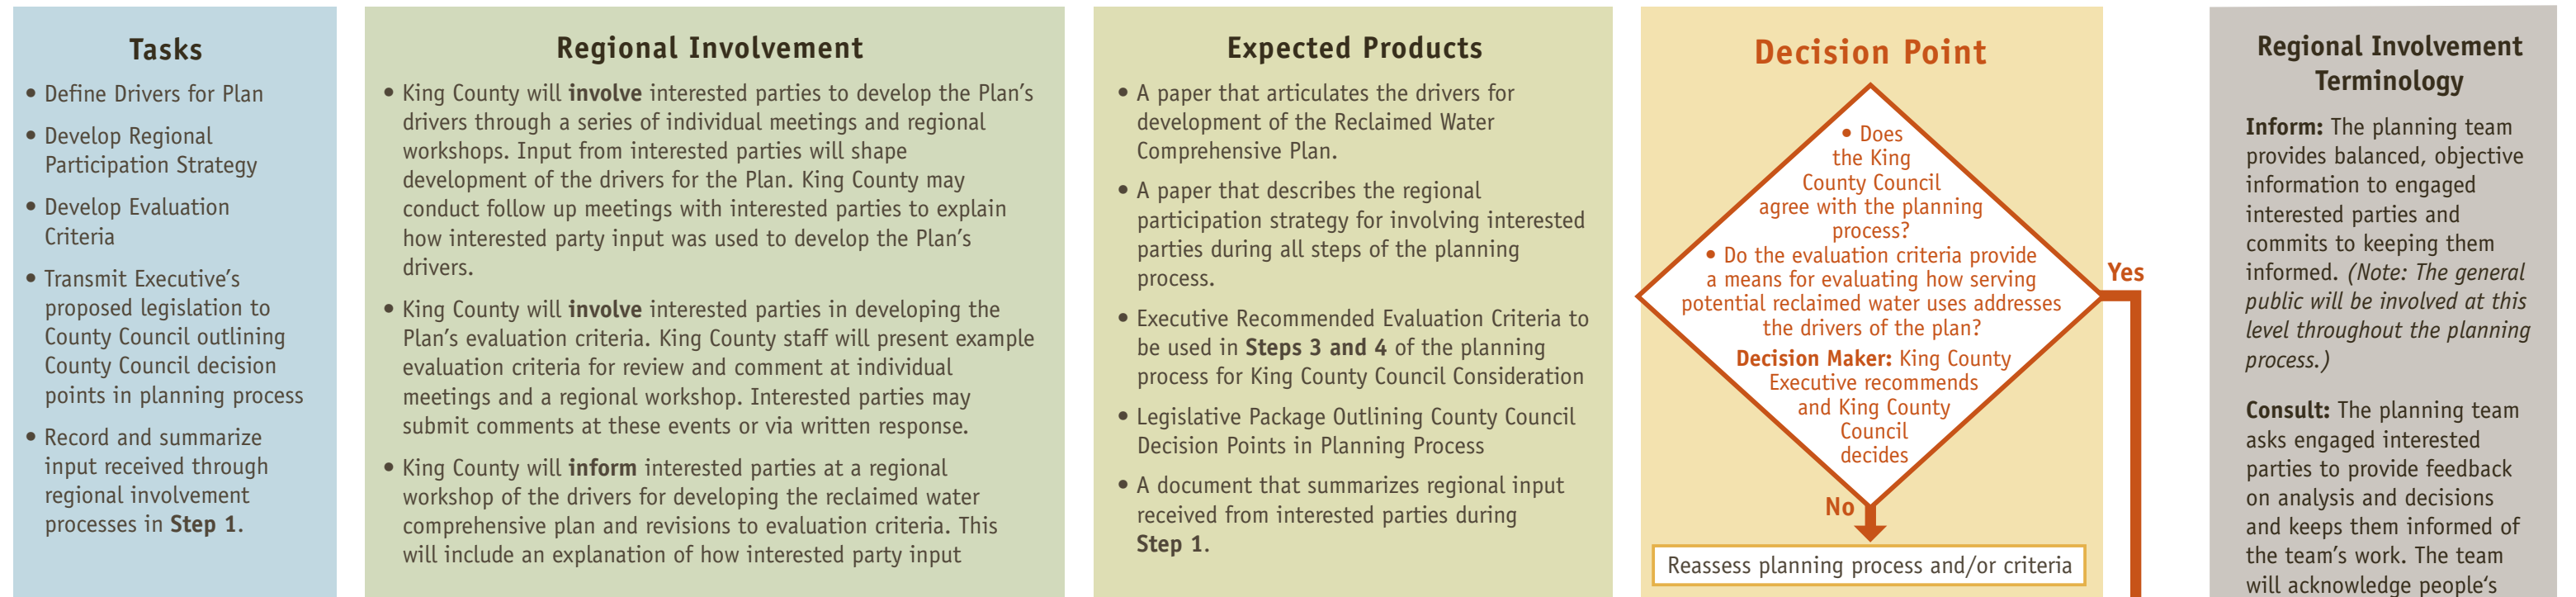 Tasks
• Define Drivers for Plan
• Develop Regional
Participation Strategy
• Develop Evaluation
Criteria
• Transmit Executive’s
proposed legislation to
County Council outlining
County Council decision
points in planning process
• Record and summarize
input received through
regional involvement
processes in Step 1.
Regional Involvement
• King County will involve interested parties to develop the Plan’s
drivers through a series of individual meetings and regional
workshops. Input from interested parties will shape
development of the drivers for the Plan. King County may
conduct follow up meetings with interested parties to explain
how interested party input was used to develop the Plan’s
drivers.
• King County will involve interested parties in developing the
Plan’s evaluation criteria. King County staff will present example
evaluation criteria for review and comment at individual
meetings and a regional workshop. Interested parties may
submit comments at these events or via written response.
• King County will inform interested parties at a regional
workshop of the drivers for developing the reclaimed water
comprehensive plan and revisions to evaluation criteria. This
will include an explanation of how interested party input
Expected Products
• A paper that articulates the drivers for
development of the Reclaimed Water
Comprehensive Plan.
• A paper that describes the regional
participation strategy for involving interested
parties during all steps of the planning
process.
• Executive Recommended Evaluation Criteria to
be used in Steps 3 and 4 of the planning
process for King County Council Consideration
• Legislative Package Outlining County Council
Decision Points in Planning Process
• A document that summarizes regional input
received from interested parties during
Step 1.
Decision Point
• Does
the King
County Council
agree with the planning
process?
• Do the evaluation criteria provide
a means for evaluating how serving
potential reclaimed water uses addresses
the drivers of the plan?
Decision Maker: King County
Executive recommends
and King County
Council
decides
Yes
No
Reassess planning process and/or criteria
Regional Involvement
Terminology
Inform: The planning team
provides balanced, objective
information to engaged
interested parties and
commits to keeping them
informed. (Note: The general
public will be involved at this
level throughout the planning
process.)
Consult: The planning team
asks engaged interested
parties to provide feedback
on analysis and decisions
and keeps them informed of
the team’s work. The team
will acknowledge people‘s